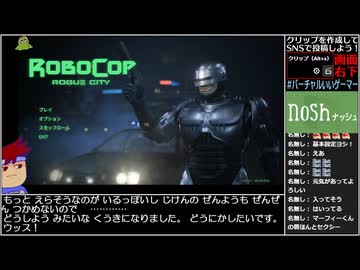 ROBOCOP
ROGUE CITY
プレイ
オプション
スタッフロール
EXIT
クリップを作成して
SNSで投稿しよう！
クリップ（Alt+x）
画面
右下
#バーチャルいいゲーマー
nosh ナッシュ
名無し：
名無し：基本設定ヨシ！
名無し：えあ
名無し：
名無し：
名無し：元気があってよ
ろしい
名無し：入ってそう
名無し：はいってる
名無し：マーフィーくん
の唇ほんとセクシー
もっと えらそうなのが いるっぽいし じけんの ぜんようも ぜんぜ
ん つかめないので …………
どうしよう みたいな くうきになりました。 どうにかしたいです。
ウッス！